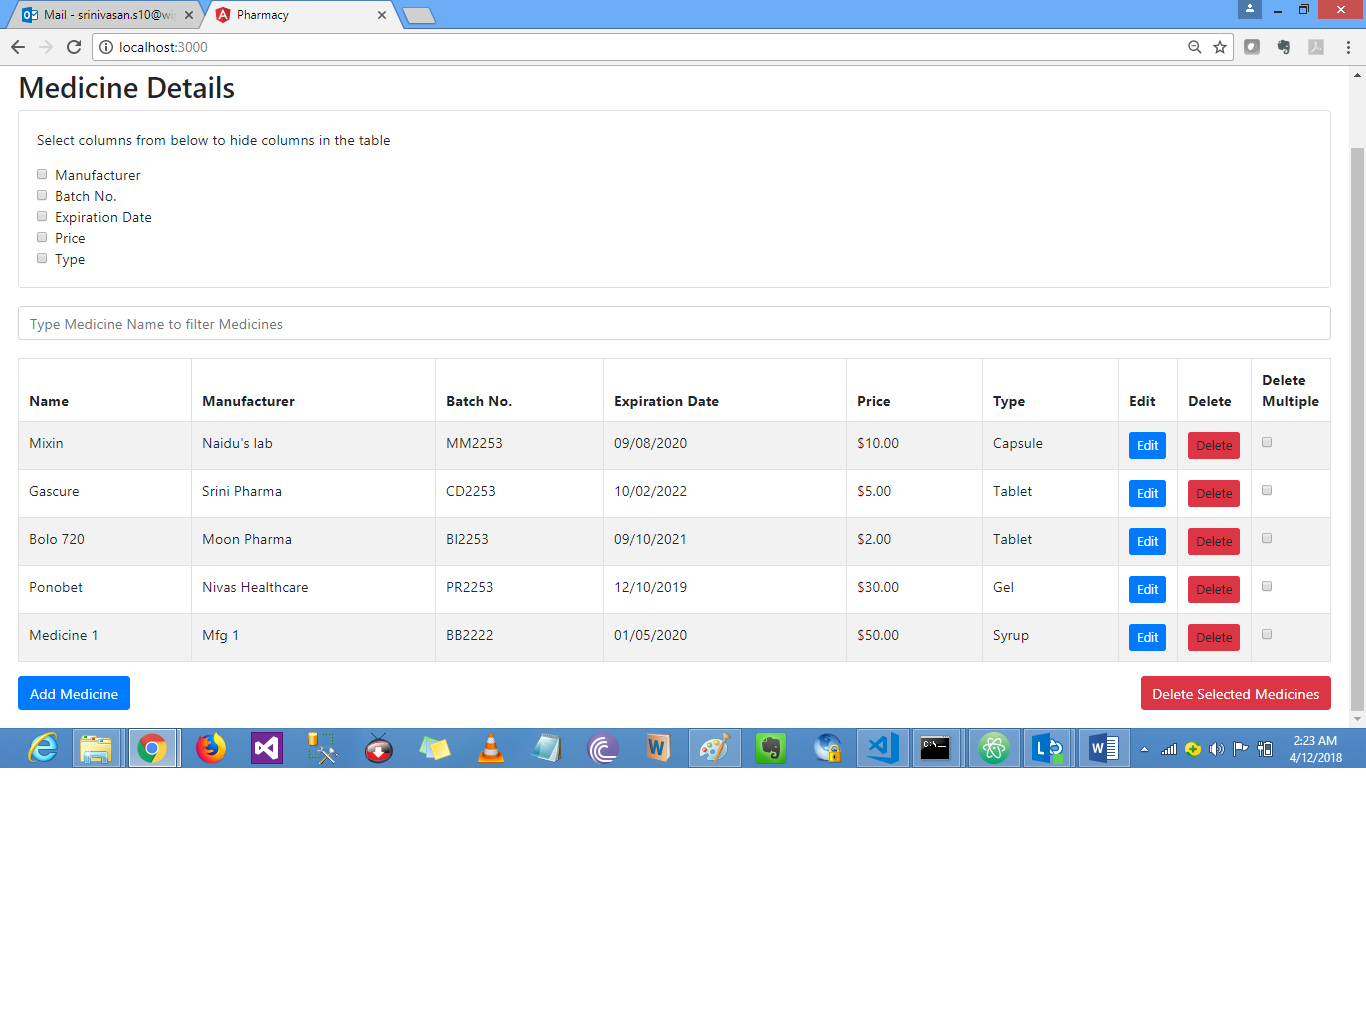 Mail - srinivasan.s10@wi
Pharmacy
localhost:3000
Medicine Details
Select columns from below to hide columns in the table
Manufacturer
Batch No.
Expiration Date
Price
Type
Type Medicine Name to filter Medicines
Name Manufacturer Batch No. Expiration Date Price Type Edit Delete Delete Multiple
Mixin Naidu's lab MM2253 09/08/2020 $10.00 Capsule Edit Delete
Gascure Srini Pharma CD2253 10/02/2022 $5.00 Tablet Edit Delete
Bolo 720 Moon Pharma BI2253 09/10/2021 $2.00 Tablet Edit Delete
Ponobet Nivas Healthcare PR2253 12/10/2019 $30.00 Gel Edit Delete
Medicine 1 Mfg 1 BB2222 01/05/2020 $50.00 Syrup Edit Delete
Add Medicine Delete Selected Medicines
2:23 AM
4/12/2018